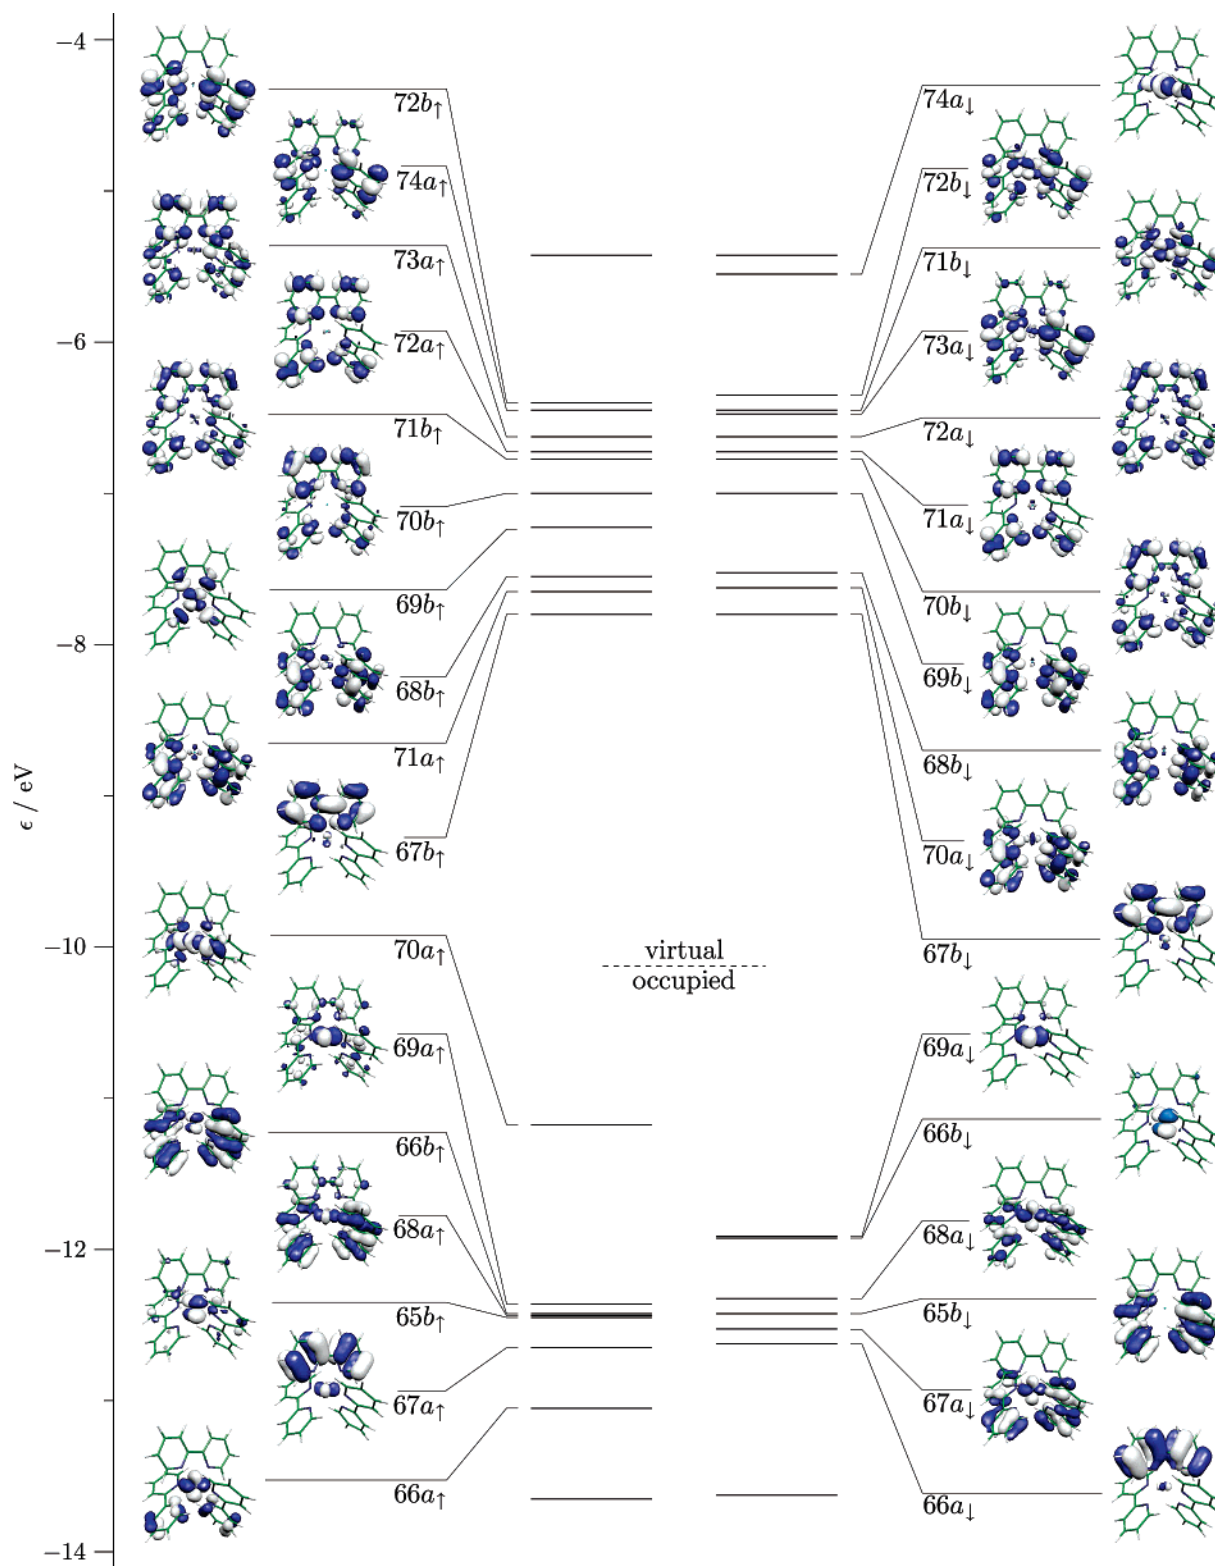 −4
−6
−8
−10
−12
−14
ϵ / eV
72b↑
74a↑
73a↑
72a↑
71b↑
70b↑
69b↑
68b↑
71a↑
67b↑
70a↑
69a↑
66b↑
68a↑
65b↑
67a↑
66a↑
virtual
occupied
74a↓
72b↓
71b↓
73a↓
72a↓
71a↓
70b↓
69b↓
68b↓
70a↓
67b↓
69a↓
66b↓
68a↓
65b↓
67a↓
66a↓